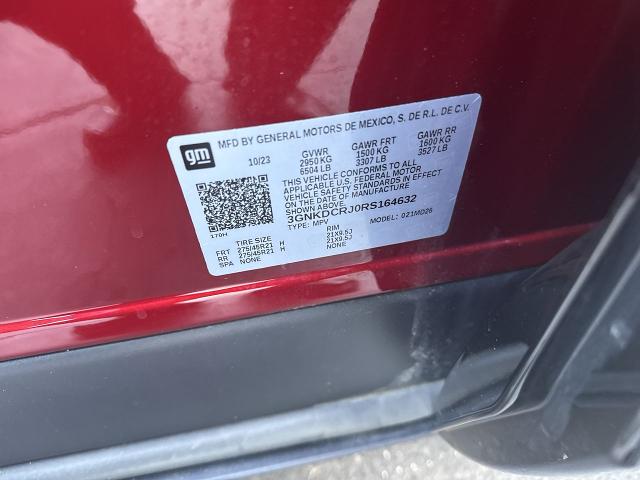 gm
MFD BY GENERAL MOTORS DE MEXICO, S. DE R.L. DE C.V.
10/23 GVWR GAWR FRT GAWR RR
2950 KG 1500 KG 1600 KG
6504 LB 3307 LB 3527 LB
THIS VEHICLE CONFORMS TO ALL
APPLICABLE FEDERAL MOTOR
VEHICLE SAFETY STANDARDS IN
EFFECT ON THE DATE OF MANUFACTURE
SHOWN ABOVE.
3GNKDCRJ0RS164632
TYPE: MPV MODEL: 021MD26
170H
TIRE SIZE RIM
FRT 275/45R21 H 21X9.5J
RR 275/45R21 H 21X9.5J
SPA NONE NONE